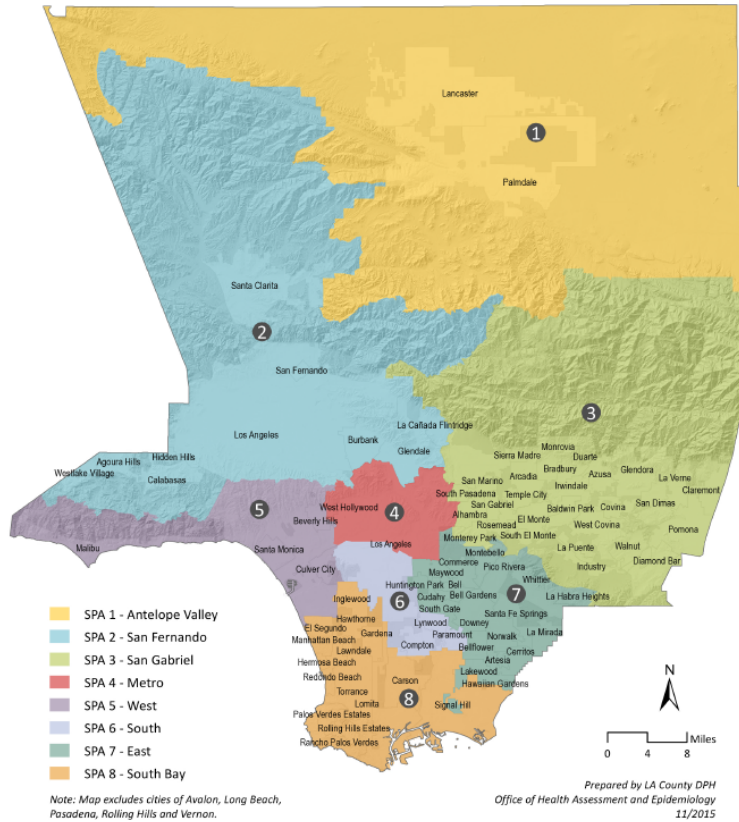 Lancaster
1
Palmdale
Santa Clarita
2
San Fernando
3
La Cañada Flintridge
Los Angeles
Burbank
Glendale
Hidden Hills
Agoura Hills
Westlake Village
Calabasas
Monrovia
Sierra Madre
Duarte
Bradbury
Glendora
San Marino
Arcadia
Azusa
La Verne
Irwindale
Claremont
South Pasadena
Temple City
San Gabriel
Baldwin Park
Covina
San Dimas
Alhambra
El Monte
Rosemead
West Covina
Pomona
Monterey Park
South El Monte
La Puente
Walnut
Diamond Bar
Industry
5
West Hollywood
4
Beverly Hills
Los Angeles
Santa Monica
Malibu
Culver City
Montebello
Commerce
Pico Rivera
Maywood
Whittier
Huntington Park
Bell
7
Cudahy
Bell Gardens
La Habra Heights
Inglewood
6
South Gate
Santa Fe Springs
Hawthorne
Lynwood
Downey
El Segundo
Gardena
Paramount
Norwalk
La Mirada
Manhattan Beach
Compton
Bellflower
Cerritos
Lawndale
Artesia
Hermosa Beach
Lakewood
Redondo Beach
Carson
Hawaiian Gardens
Torrance
8
Lomita
Signal Hill
Palos Verdes Estates
Rolling Hills Estates
Rancho Palos Verdes
SPA 1 - Antelope Valley
SPA 2 - San Fernando
SPA 3 - San Gabriel
SPA 4 - Metro
SPA 5 - West
SPA 6 - South
SPA 7 - East
SPA 8 - South Bay
N
Miles
0 4 8
Note: Map excludes cities of Avalon, Long Beach,
Pasadena, Rolling Hills and Vernon.
Prepared by LA County DPH
Office of Health Assessment and Epidemiology
11/2015